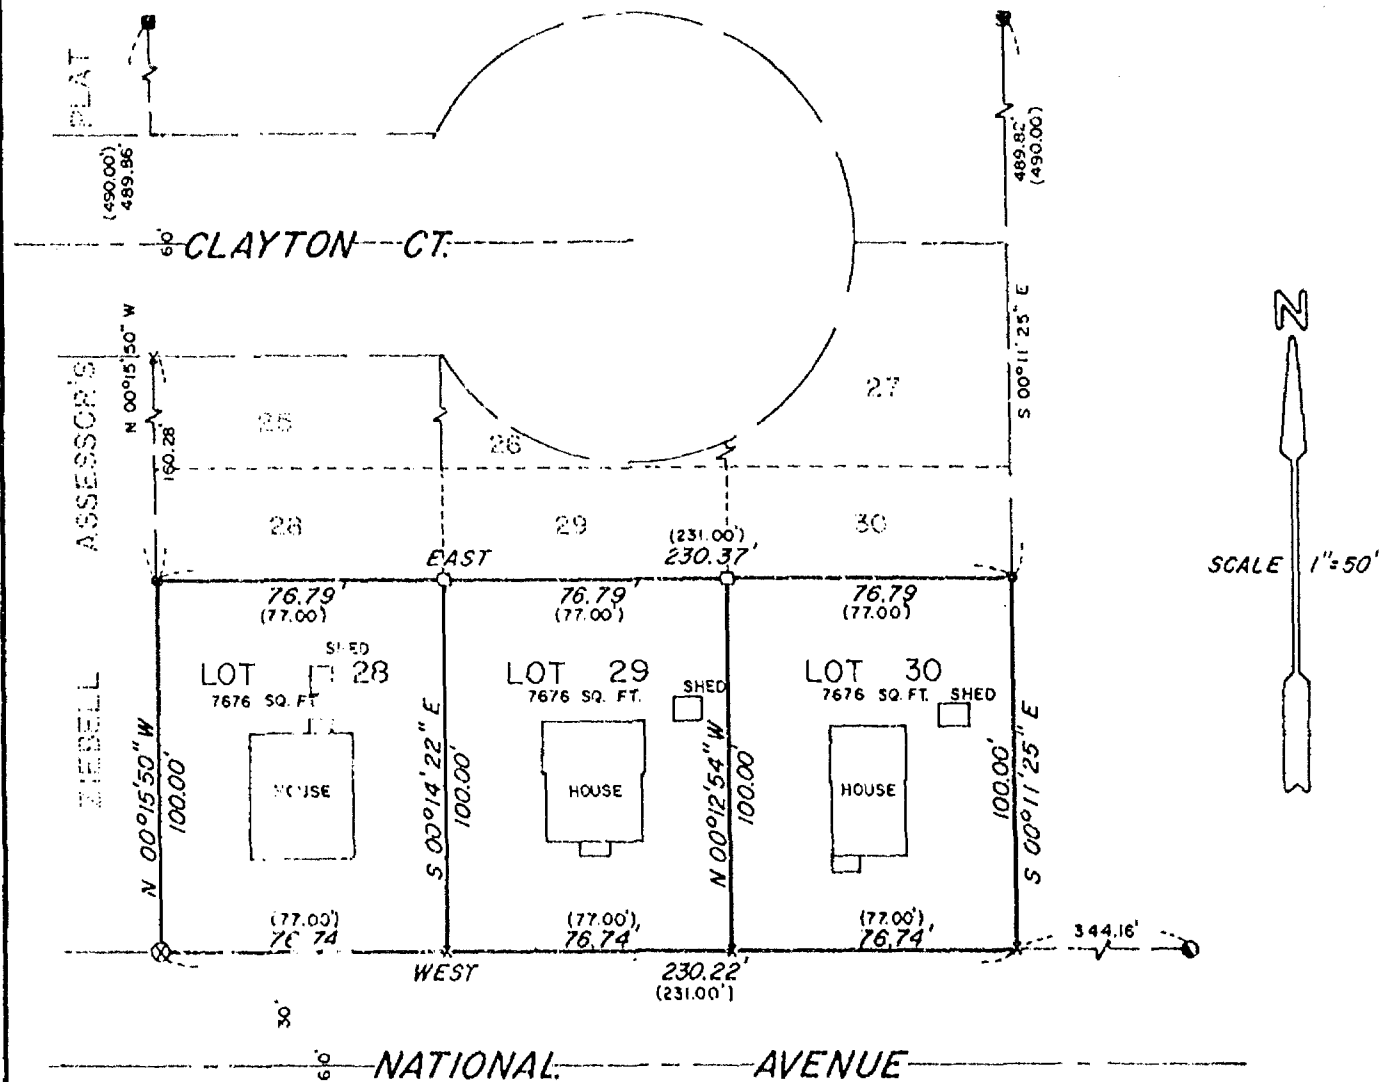 PLAT
(490.00')
489.86'
489.82'
(490.00')
60'
CLAYTON CT.
N 00°15'50" W
S 00°11'25" E
N
ASSESSOR'S
160.28'
25
26
27
28
29
30
(231.00')
EAST
230.37'
SCALE 1"=50'
76.79'
(77.00)
76.79'
(77.00')
76.79
(77.00)
SHED
LOT 28
7676 SQ. FT.
LOT 29
7676 SQ. FT.
SHED
LOT 30
7676 SQ. FT.
SHED
ZIEBELL
N 00°15'50" W
100.00'
S 00°14'22" E
100.00'
N 00°12'54" W
100.00'
100.00'
S 00°11'25" E
HOUSE
HOUSE
HOUSE
(77.00')
76.74
(77.00')
76.74'
(77.00')
76.74'
344.16'
WEST
230.22'
(231.00')
30'
60'
NATIONAL AVENUE